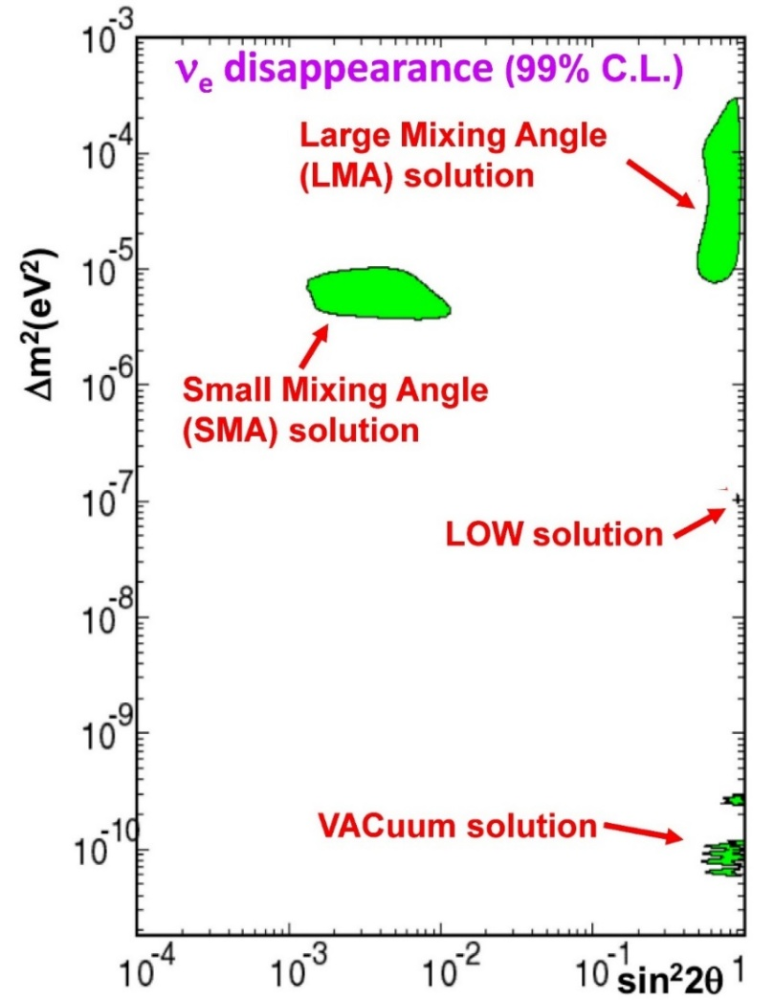 ν_e disappearance (99% C.L.)
Large Mixing Angle
(LMA) solution
Small Mixing Angle
(SMA) solution
LOW solution
VACuum solution
Δm²(eV²)
10⁻³
10⁻⁴
10⁻⁵
10⁻⁶
10⁻⁷
10⁻⁸
10⁻⁹
10⁻¹⁰
10⁻⁴ 10⁻³ 10⁻² 10⁻¹ sin²2θ 1